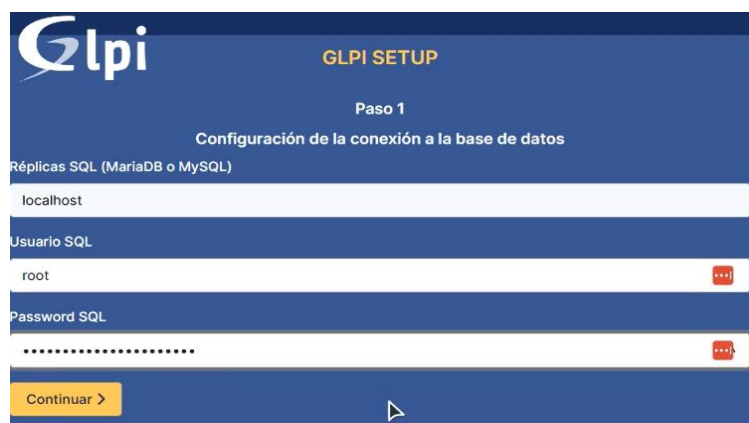 Glpi
GLPI SETUP
Paso 1
Configuración de la conexión a la base de datos
Réplicas SQL (MariaDB o MySQL)
localhost
Usuario SQL
root
Password SQL
••••••••••••••••••••••
Continuar >